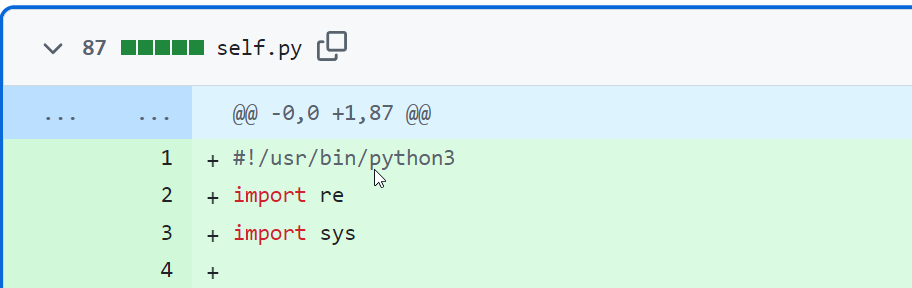 87 self.py
... ... @@ -0,0 +1,87 @@
1 + #!/usr/bin/python3
2 + import re
3 + import sys
4 +